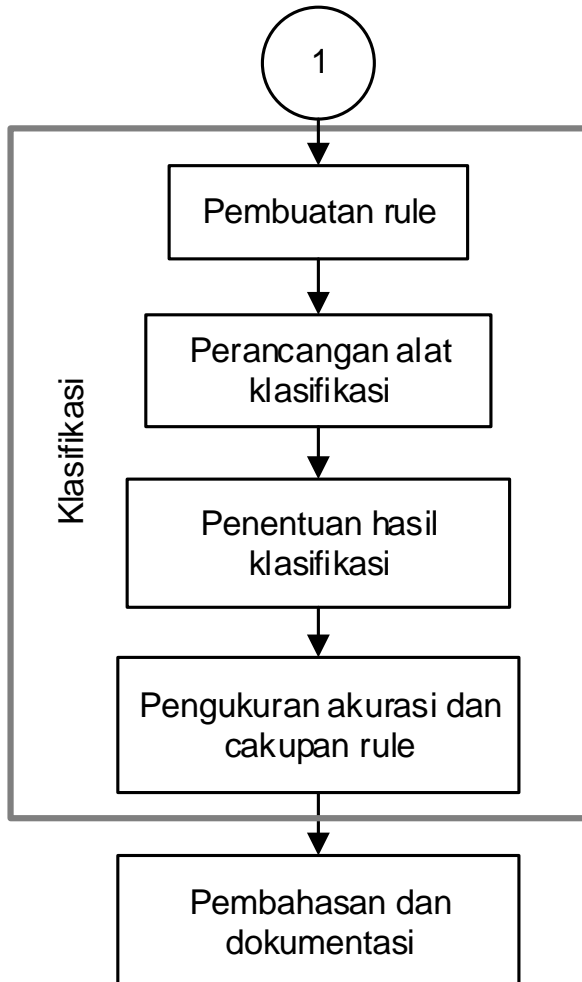 1
Pembuatan rule
Perancangan alat
klasifikasi
Klasifikasi
Penentuan hasil
klasifikasi
Pengukuran akurasi dan
cakupan rule
Pembahasan dan
dokumentasi